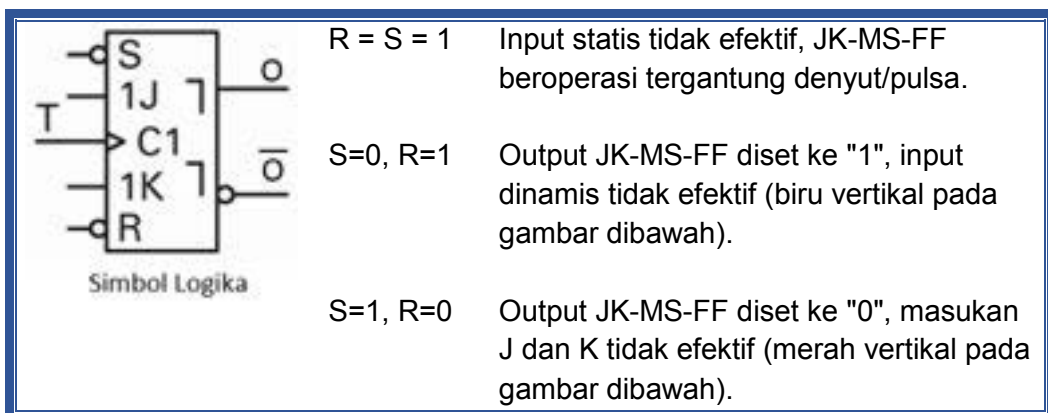 S
1J
T
C1
1K
R
O
O̅
Simbol Logika
R = S = 1 Input statis tidak efektif, JK-MS-FF
beroperasi tergantung denyut/pulsa.
S=0, R=1 Output JK-MS-FF diset ke "1", input
dinamis tidak efektif (biru vertikal pada
gambar dibawah).
S=1, R=0 Output JK-MS-FF diset ke "0", masukan
J dan K tidak efektif (merah vertikal pada
gambar dibawah).